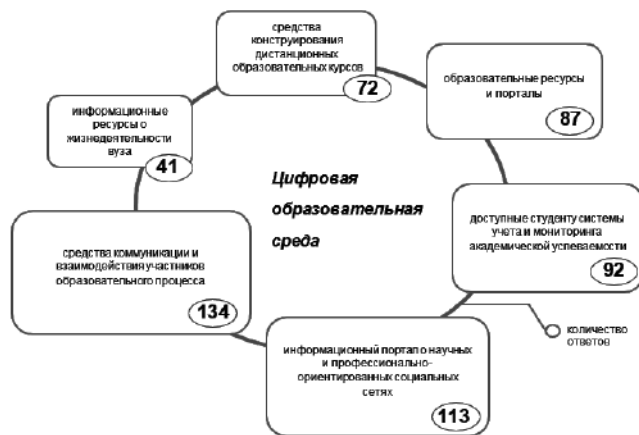 средства
конструирования
дистанционных
образовательных курсов
72
образовательные ресурсы
и порталы
87
информационные
ресурсы о
жизнедеятельности
вуза
41
Цифровая
образовательная
среда
доступные студенту системы
учета и мониторинга
академической успеваемости
92
средства коммуникации и
взаимодействия участников
образовательного процесса
134
количество
ответов
информационный портал о научных
и профессионально-
ориентированных социальных
сетях
113